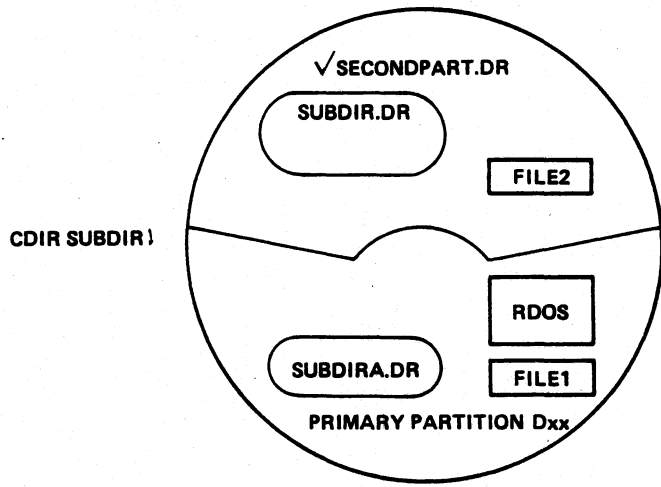 √SECONDPART.DR
SUBDIR.DR
FILE2
CDIR SUBDIR)
RDOS
SUBDIRA.DR
FILE1
PRIMARY PARTITION Dxx